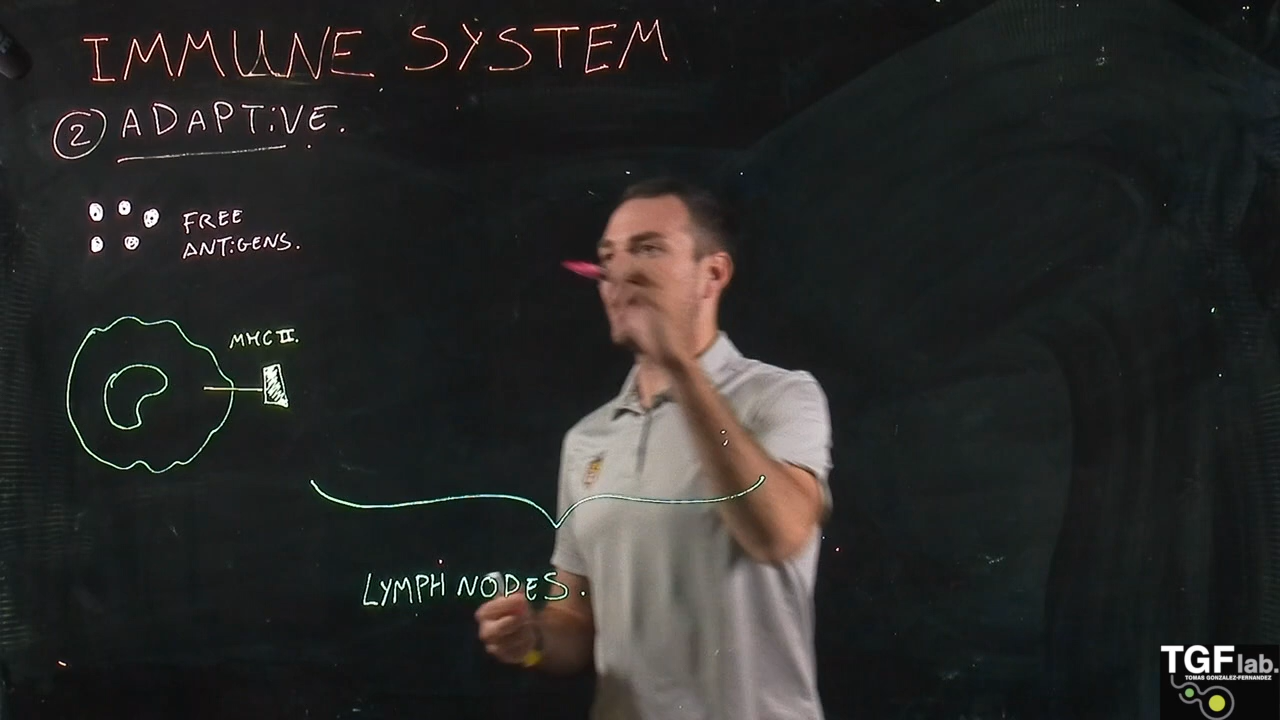 IMMUNE SYSTEM
② ADAPTIVE.
FREE
ANTIGENS.
MHC II.
LYMPH NODES.
TGF lab.
TOMAS GONZALEZ-FERNANDEZ